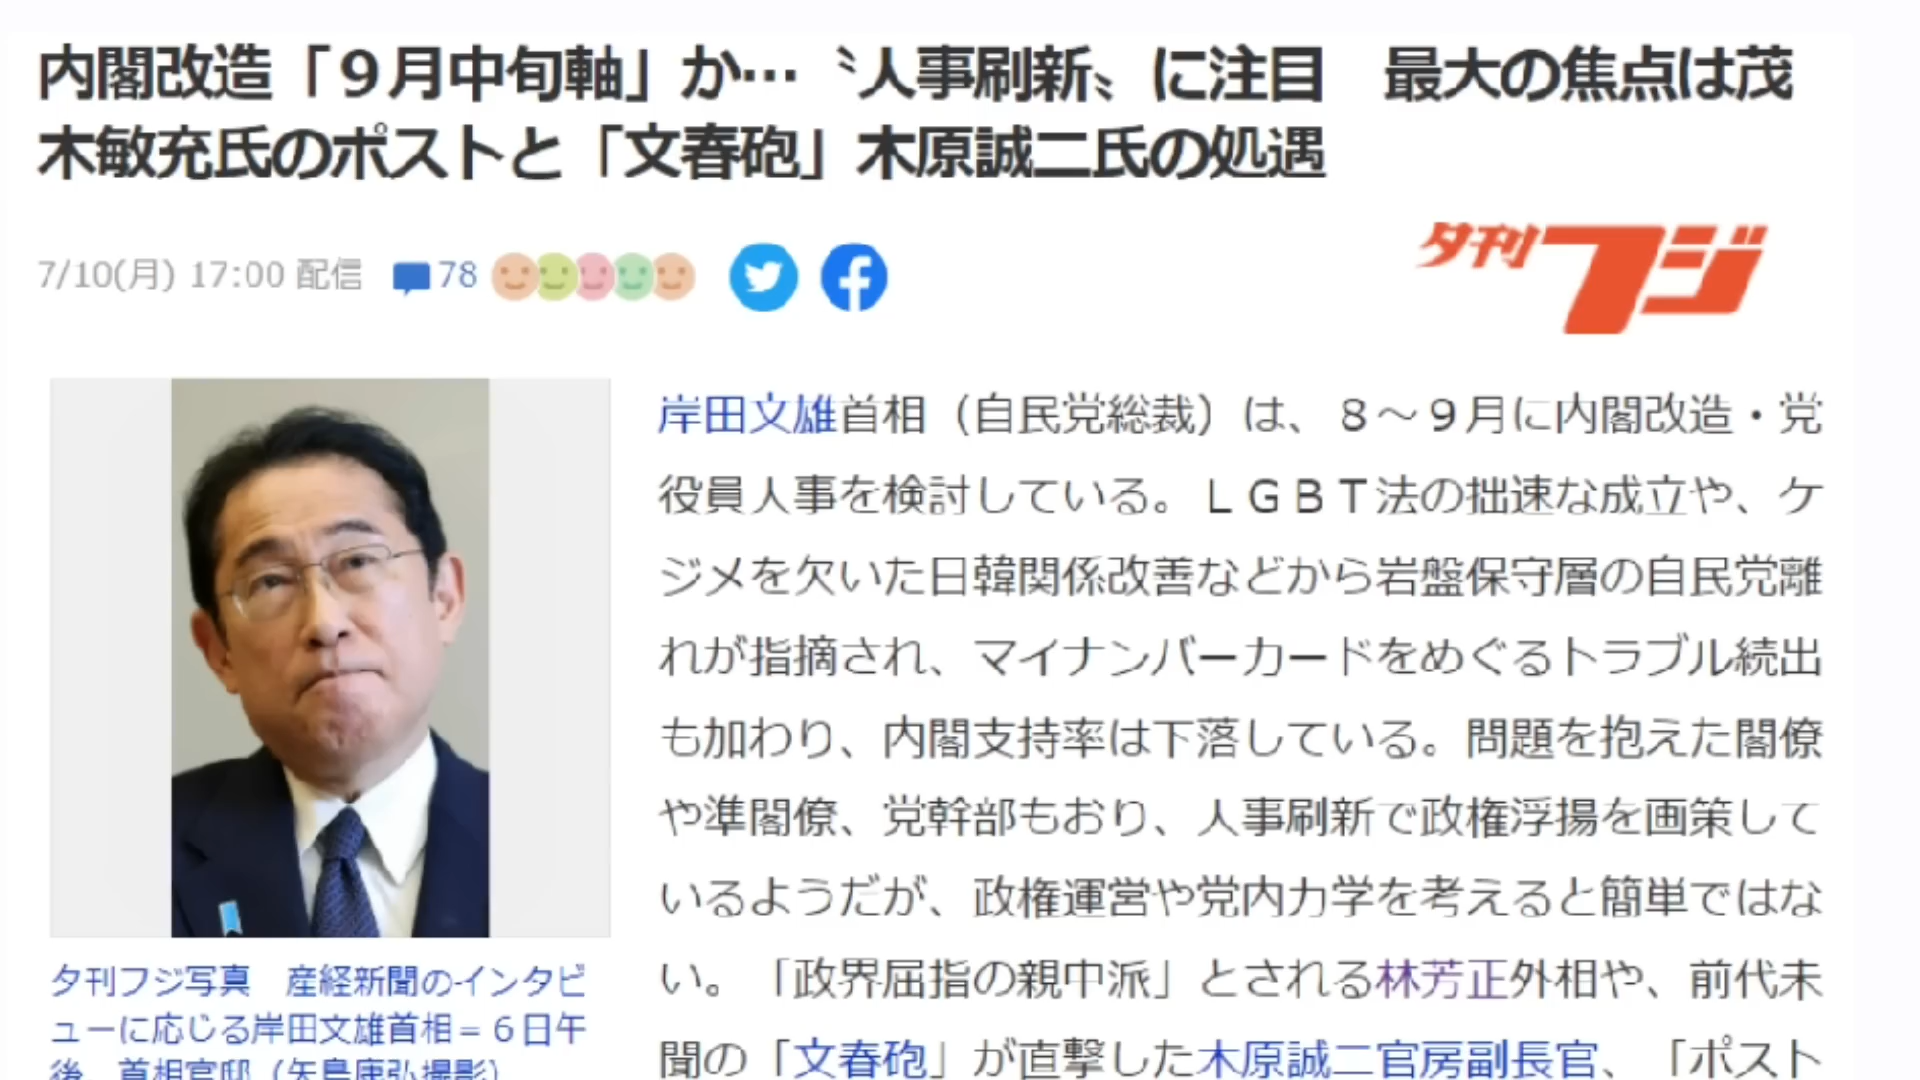 内閣改造「９月中旬軸」か…〝人事刷新〟に注目　最大の焦点は茂
木敏充氏のポストと「文春砲」木原誠二氏の処遇
7/10(月) 17:00 配信
78
夕刊フジ
岸田文雄首相（自民党総裁）は、８～９月に内閣改造・党
役員人事を検討している。ＬＧＢＴ法の拙速な成立や、ケ
ジメを欠いた日韓関係改善などから岩盤保守層の自民党離
れが指摘され、マイナンバーカードをめぐるトラブル続出
も加わり、内閣支持率は下落している。問題を抱えた閣僚
や準閣僚、党幹部もおり、人事刷新で政権浮揚を画策して
いるようだが、政権運営や党内力学を考えると簡単ではな
い。「政界屈指の親中派」とされる林芳正外相や、前代未
聞の「文春砲」が直撃した木原誠二官房副長官、「ポスト
夕刊フジ写真　産経新聞のインタビ
ューに応じる岸田文雄首相＝６日午
後、首相官邸（矢島康弘撮影）